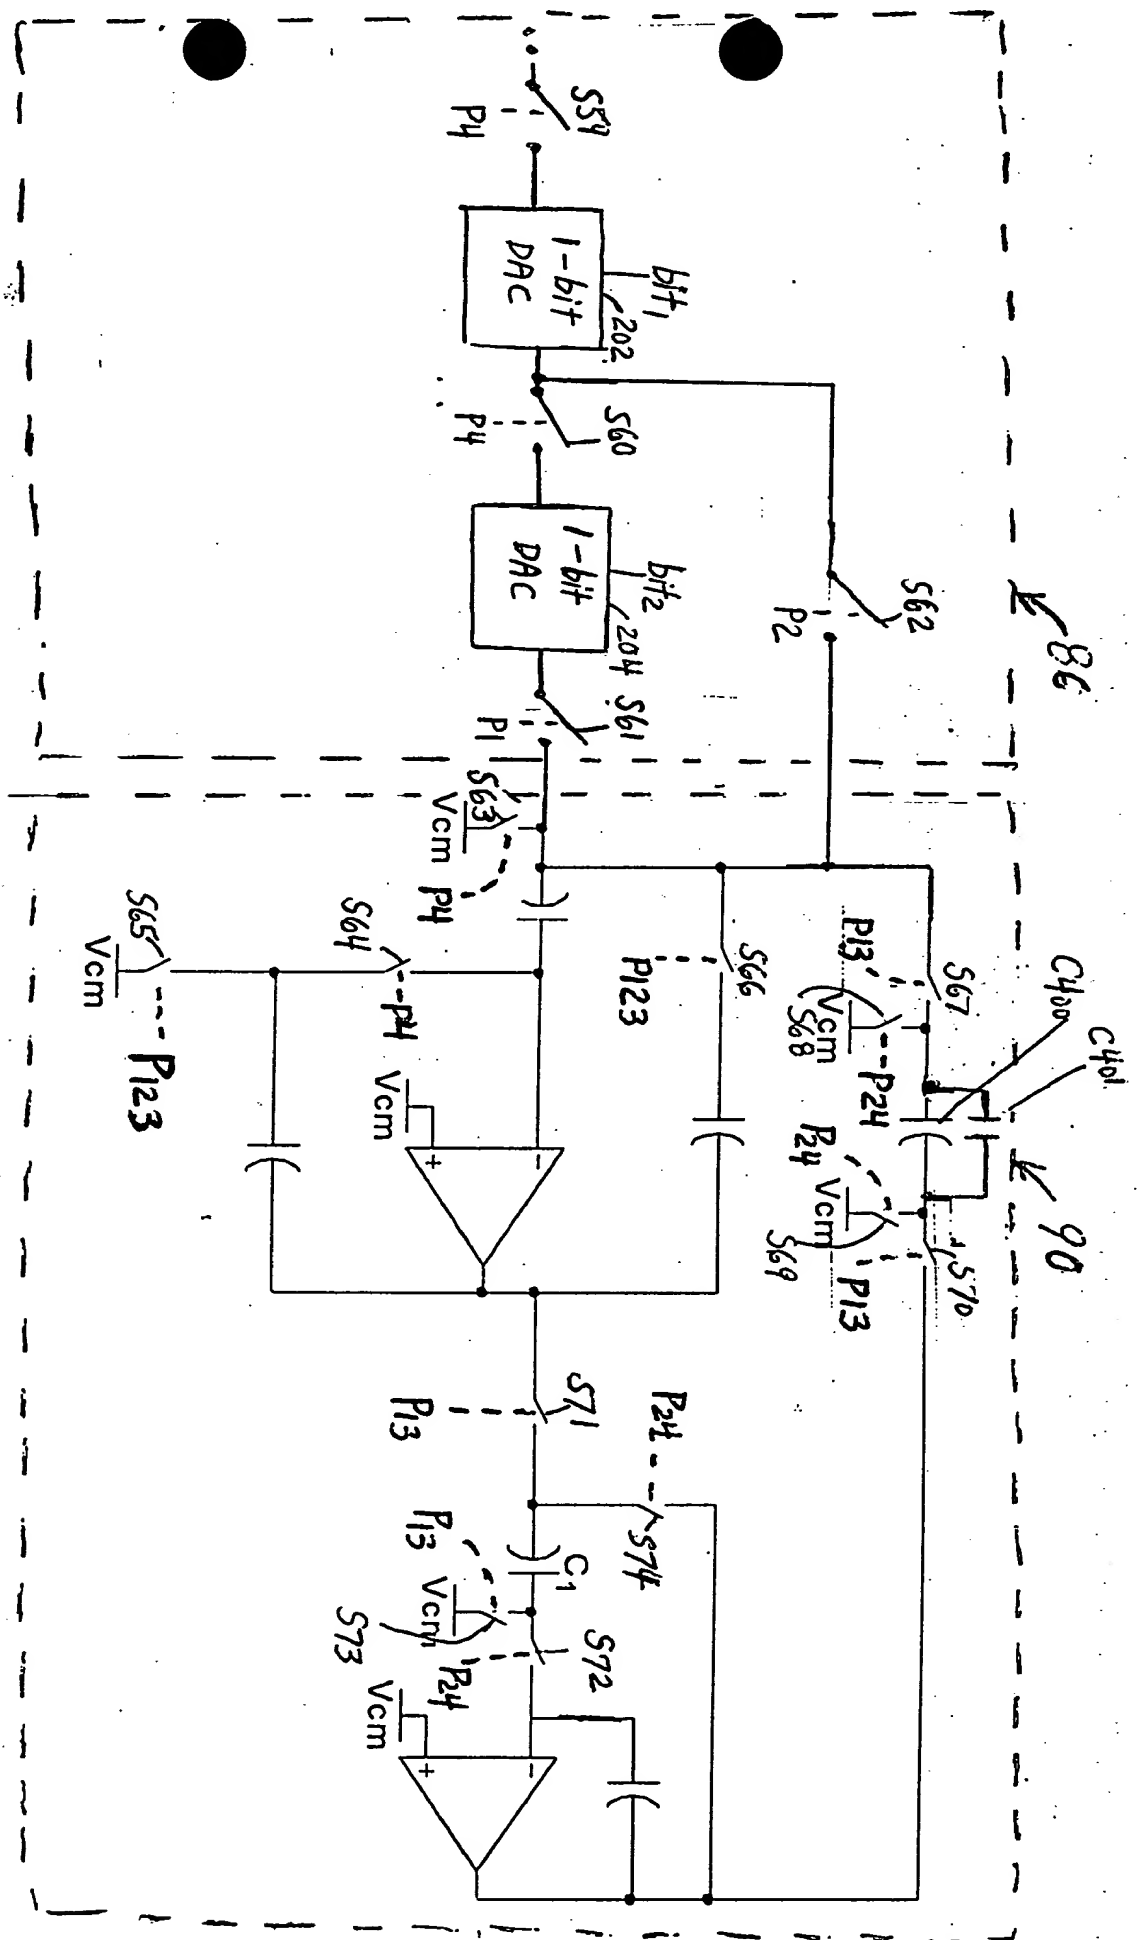 86
90
S62
P2
C401
C400
S67
P13
Vcm
S68
P24
P24
Vcm
S69
S70
P13
S66
P123
bit1
202
1-bit
DAC
bit2
204
1-bit
DAC
S59
P4
S60
P4
S61
P1
S63
Vcm
P4
S64
P4
S65
Vcm
P123
Vcm
+
-
S71
P13
P24
S74
C1
P13
Vcm
S73
S72
P24
Vcm
+
-